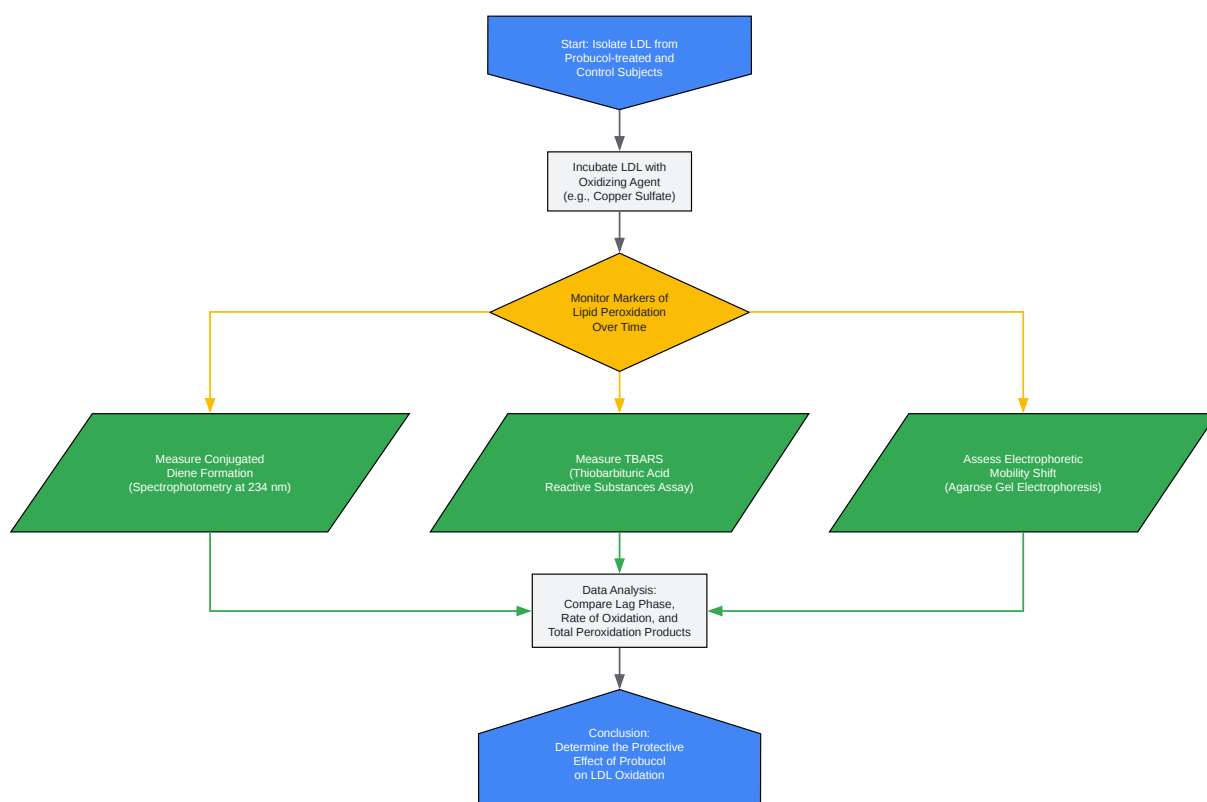 Start: Isolate LDL from
Probucol-treated and
Control Subjects
Incubate LDL with
Oxidizing Agent
(e.g., Copper Sulfate)
Monitor Markers of
Lipid Peroxidation
Over Time
Measure Conjugated
Diene Formation
(Spectrophotometry at 234 nm)
Measure TBARS
(Thiobarbituric Acid
Reactive Substances Assay)
Assess Electrophoretic
Mobility Shift
(Agarose Gel Electrophoresis)
Data Analysis:
Compare Lag Phase,
Rate of Oxidation, and
Total Peroxidation Products
Conclusion:
Determine the Protective
Effect of Probucol
on LDL Oxidation